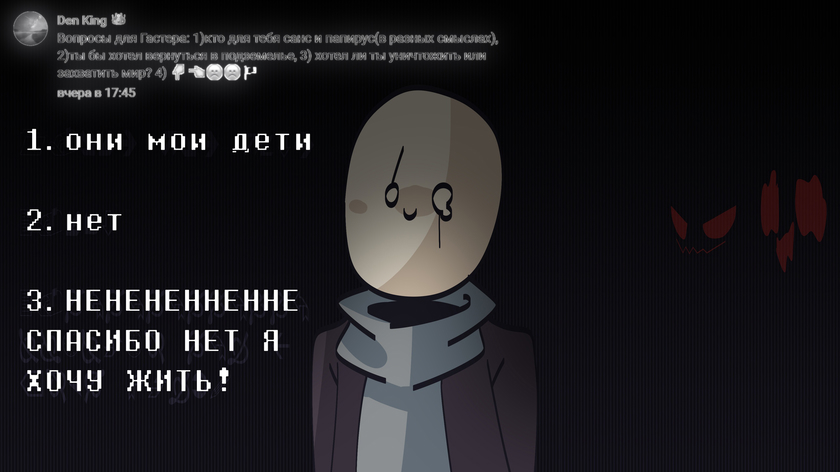 Den King
Вопросы для Гастера: 1)кто для тебя санс и папирус(в разных смыслах),
2)ты бы хотел вернуться в подземелье, 3) хотел ли ты уничтожить или
захватить мир? 4)
вчера в 17:45
1. они мои дети
2. нет
3. НЕНЕНЕННЕННЕ
СПАСИБО НЕТ Я
ХОЧУ ЖИТЬ!